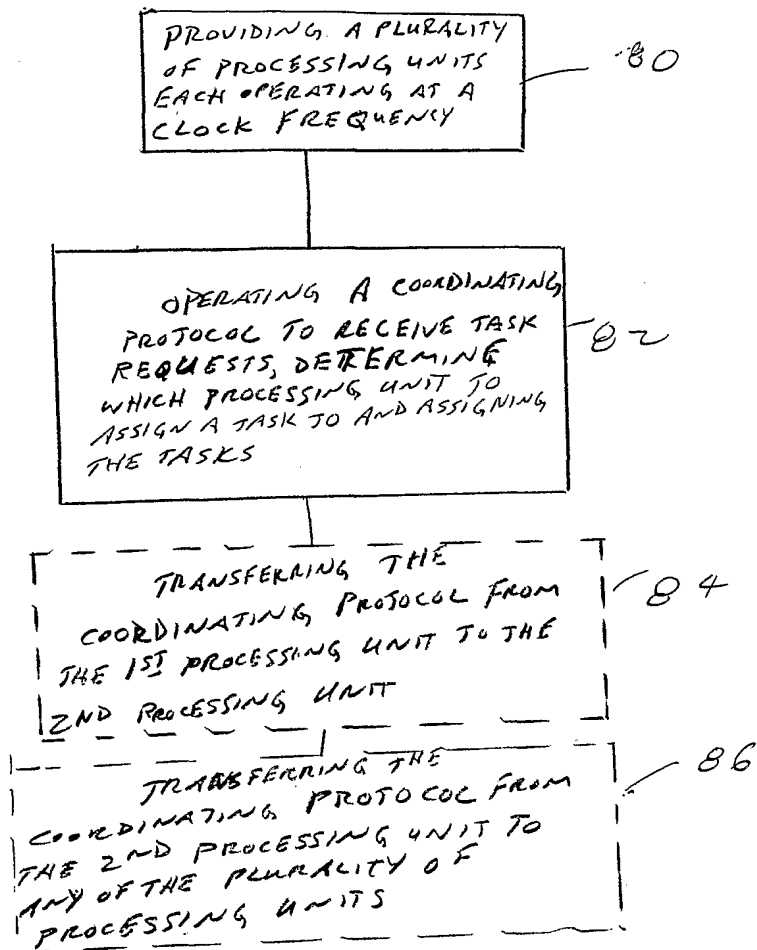 PROVIDING A PLURALITY
OF PROCESSING UNITS
EACH OPERATING AT A
CLOCK FREQUENCY
80
OPERATING A COORDINATING
PROTOCOL TO RECEIVE TASK
REQUESTS, DETERMINE
WHICH PROCESSING UNIT TO
ASSIGN A TASK TO AND ASSIGNING
THE TASKS
82
TRANSFERRING THE
COORDINATING PROTOCOL FROM
THE 1ST PROCESSING UNIT TO THE
2ND PROCESSING UNIT
84
TRANSFERRING THE
COORDINATING PROTOCOL FROM
THE 2ND PROCESSING UNIT TO
ANY OF THE PLURALITY OF
PROCESSING UNITS
86